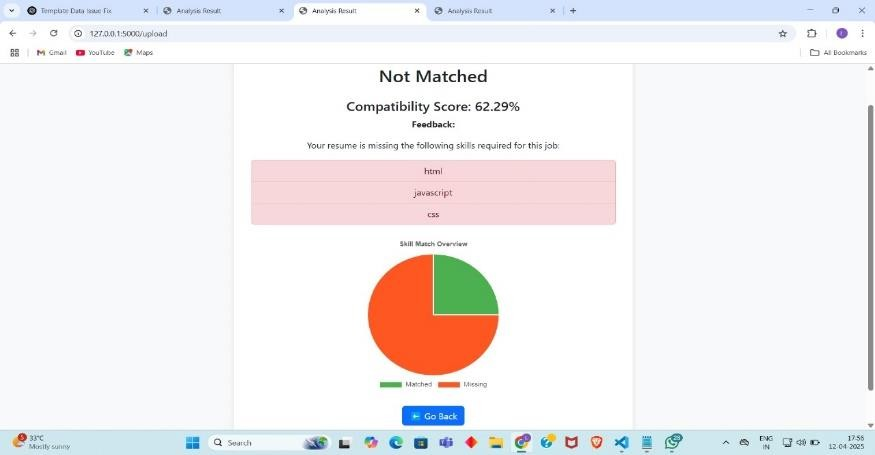 Template Data Issue Fix
Analysis Result
Analysis Result
Analysis Result
127.0.0.1:5000/upload
Gmail
YouTube
Maps
All Bookmarks
Not Matched
Compatibility Score: 62.29%
Feedback:
Your resume is missing the following skills required for this job:
html
javascript
css
Skill Match Overview
Matched
Missing
Go Back
33°C
Mostly sunny
Search
ENG
IN
17:56
12-04-2025